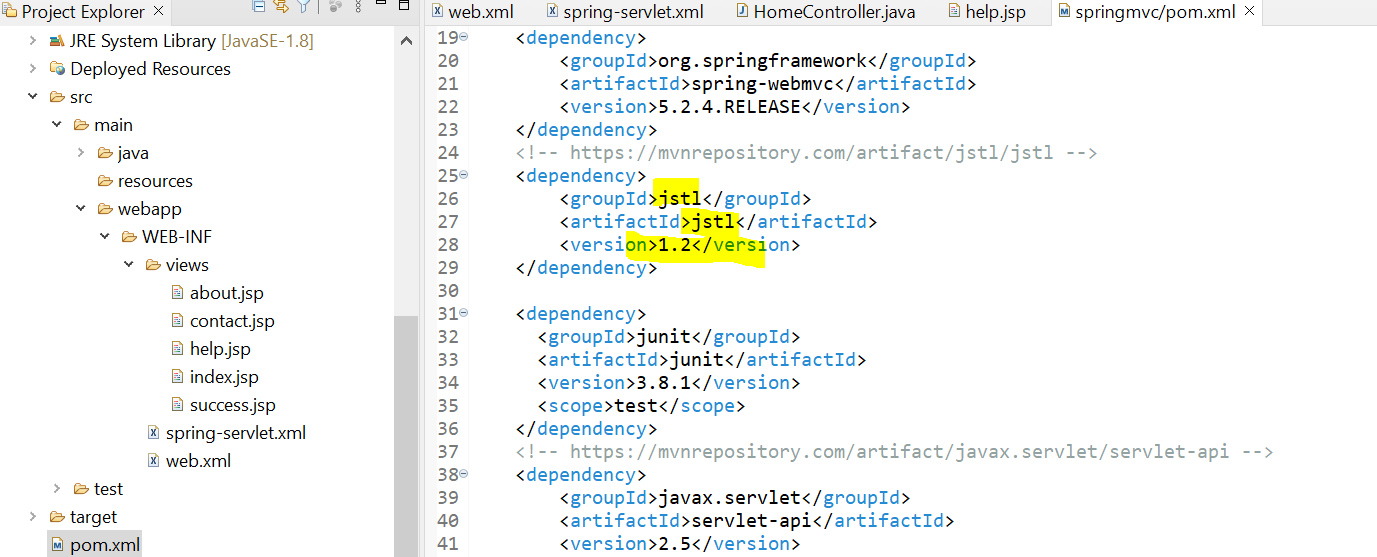 Project Explorer
JRE System Library [JavaSE-1.8]
Deployed Resources
src
main
java
resources
webapp
WEB-INF
views
about.jsp
contact.jsp
help.jsp
index.jsp
success.jsp
spring-servlet.xml
web.xml
test
target
pom.xml
web.xml spring-servlet.xml HomeController.java help.jsp springmvc/pom.xml
19 <dependency>
20 <groupId>org.springframework</groupId>
21 <artifactId>spring-webmvc</artifactId>
22 <version>5.2.4.RELEASE</version>
23 </dependency>
24 <!-- https://mvnrepository.com/artifact/jstl/jstl -->
25 <dependency>
26 <groupId>jstl</groupId>
27 <artifactId>jstl</artifactId>
28 <version>1.2</version>
29 </dependency>
30
31 <dependency>
32 <groupId>junit</groupId>
33 <artifactId>junit</artifactId>
34 <version>3.8.1</version>
35 <scope>test</scope>
36 </dependency>
37 <!-- https://mvnrepository.com/artifact/javax.servlet/servlet-api -->
38 <dependency>
39 <groupId>javax.servlet</groupId>
40 <artifactId>servlet-api</artifactId>
41 <version>2.5</version>